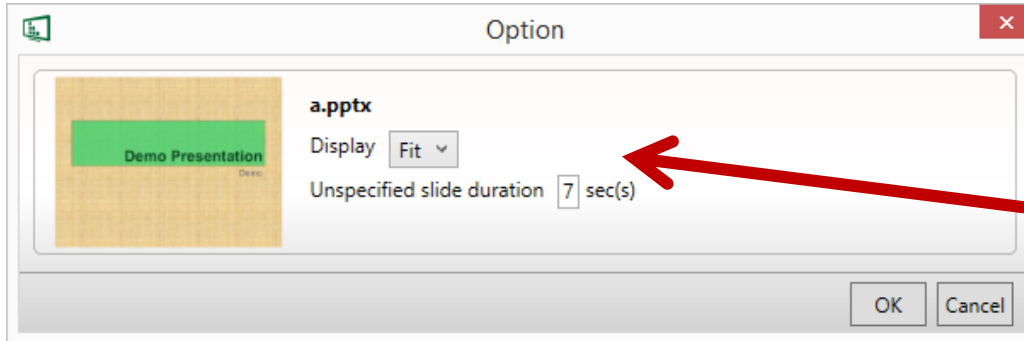 Option
a.pptx
Display Fit
Unspecified slide duration 7 sec(s)
Demo Presentation
Demo
OK Cancel